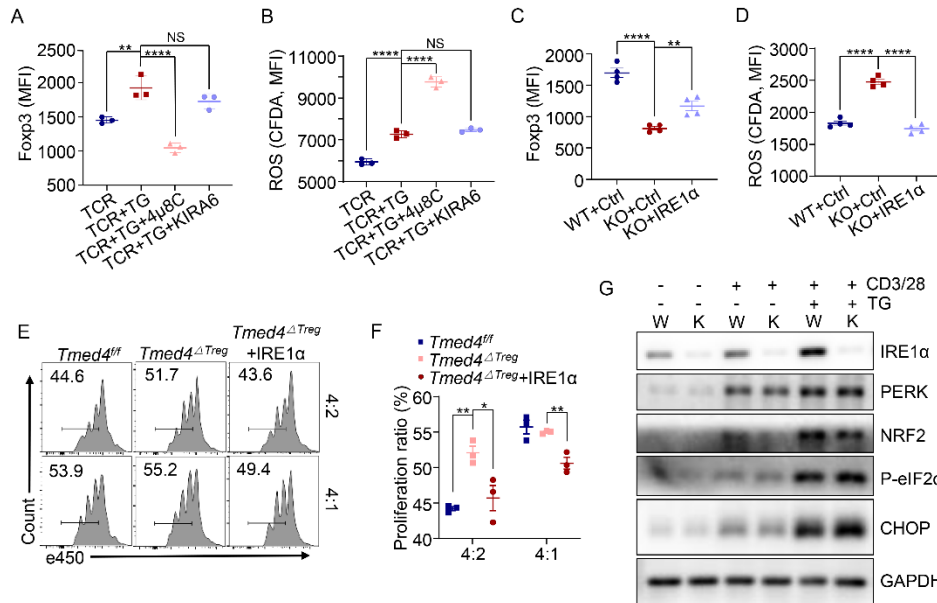 A
Foxp3 (MFI)
2500
2000
1500
1000
500
**
****
NS
TCR
TCR+TG
TCR+TG+4μ8C
TCR+TG+KIRA6
B
ROS (CFDA, MFI)
11000
9000
7000
5000
****
****
NS
TCR
TCR+TG
TCR+TG+4μ8C
TCR+TG+KIRA6
C
Foxp3 (MFI)
2000
1500
1000
500
0
****
**
WT+Ctrl
KO+Ctrl
KO+IRE1α
D
ROS (CFDA, MFI)
3000
2500
2000
1500
1000
****
****
WT+Ctrl
KO+Ctrl
KO+IRE1α
E
Tmed4f/f
Tmed4ΔTreg
Tmed4ΔTreg
+IRE1α
44.6
51.7
43.6
4:2
53.9
55.2
49.4
4:1
Count
e450
F
Tmed4f/f
Tmed4ΔTreg
Tmed4ΔTreg+IRE1α
Proliferation ratio (%)
60
55
50
45
40
**
*
**
4:2
4:1
G
- - + + + + CD3/28
+ + TG
W K W K W K
IRE1α
PERK
NRF2
P-eIF2α
CHOP
GAPDH